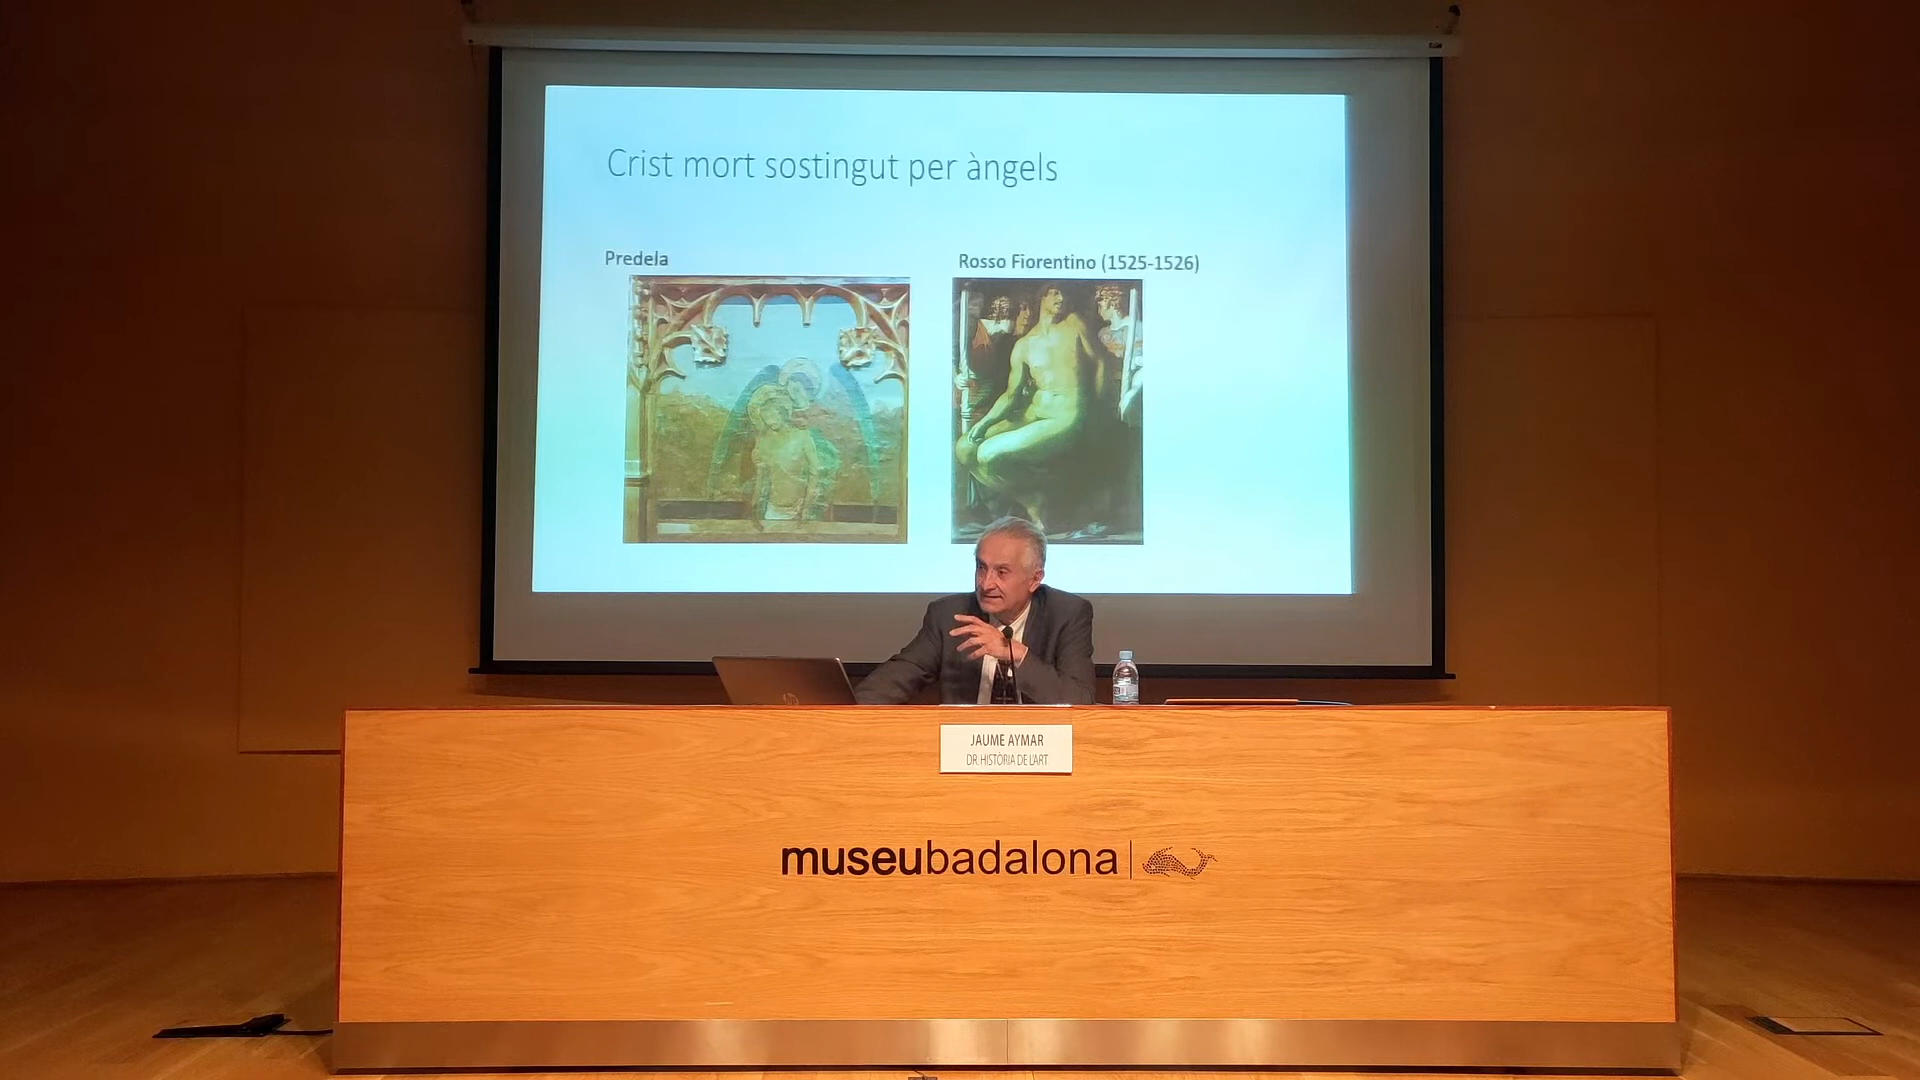 Crist mort sostingut per àngels
Predela
Rosso Fiorentino (1525-1526)
JAUME AYMAR
DR. HISTÒRIA DE L'ART
museubadalona